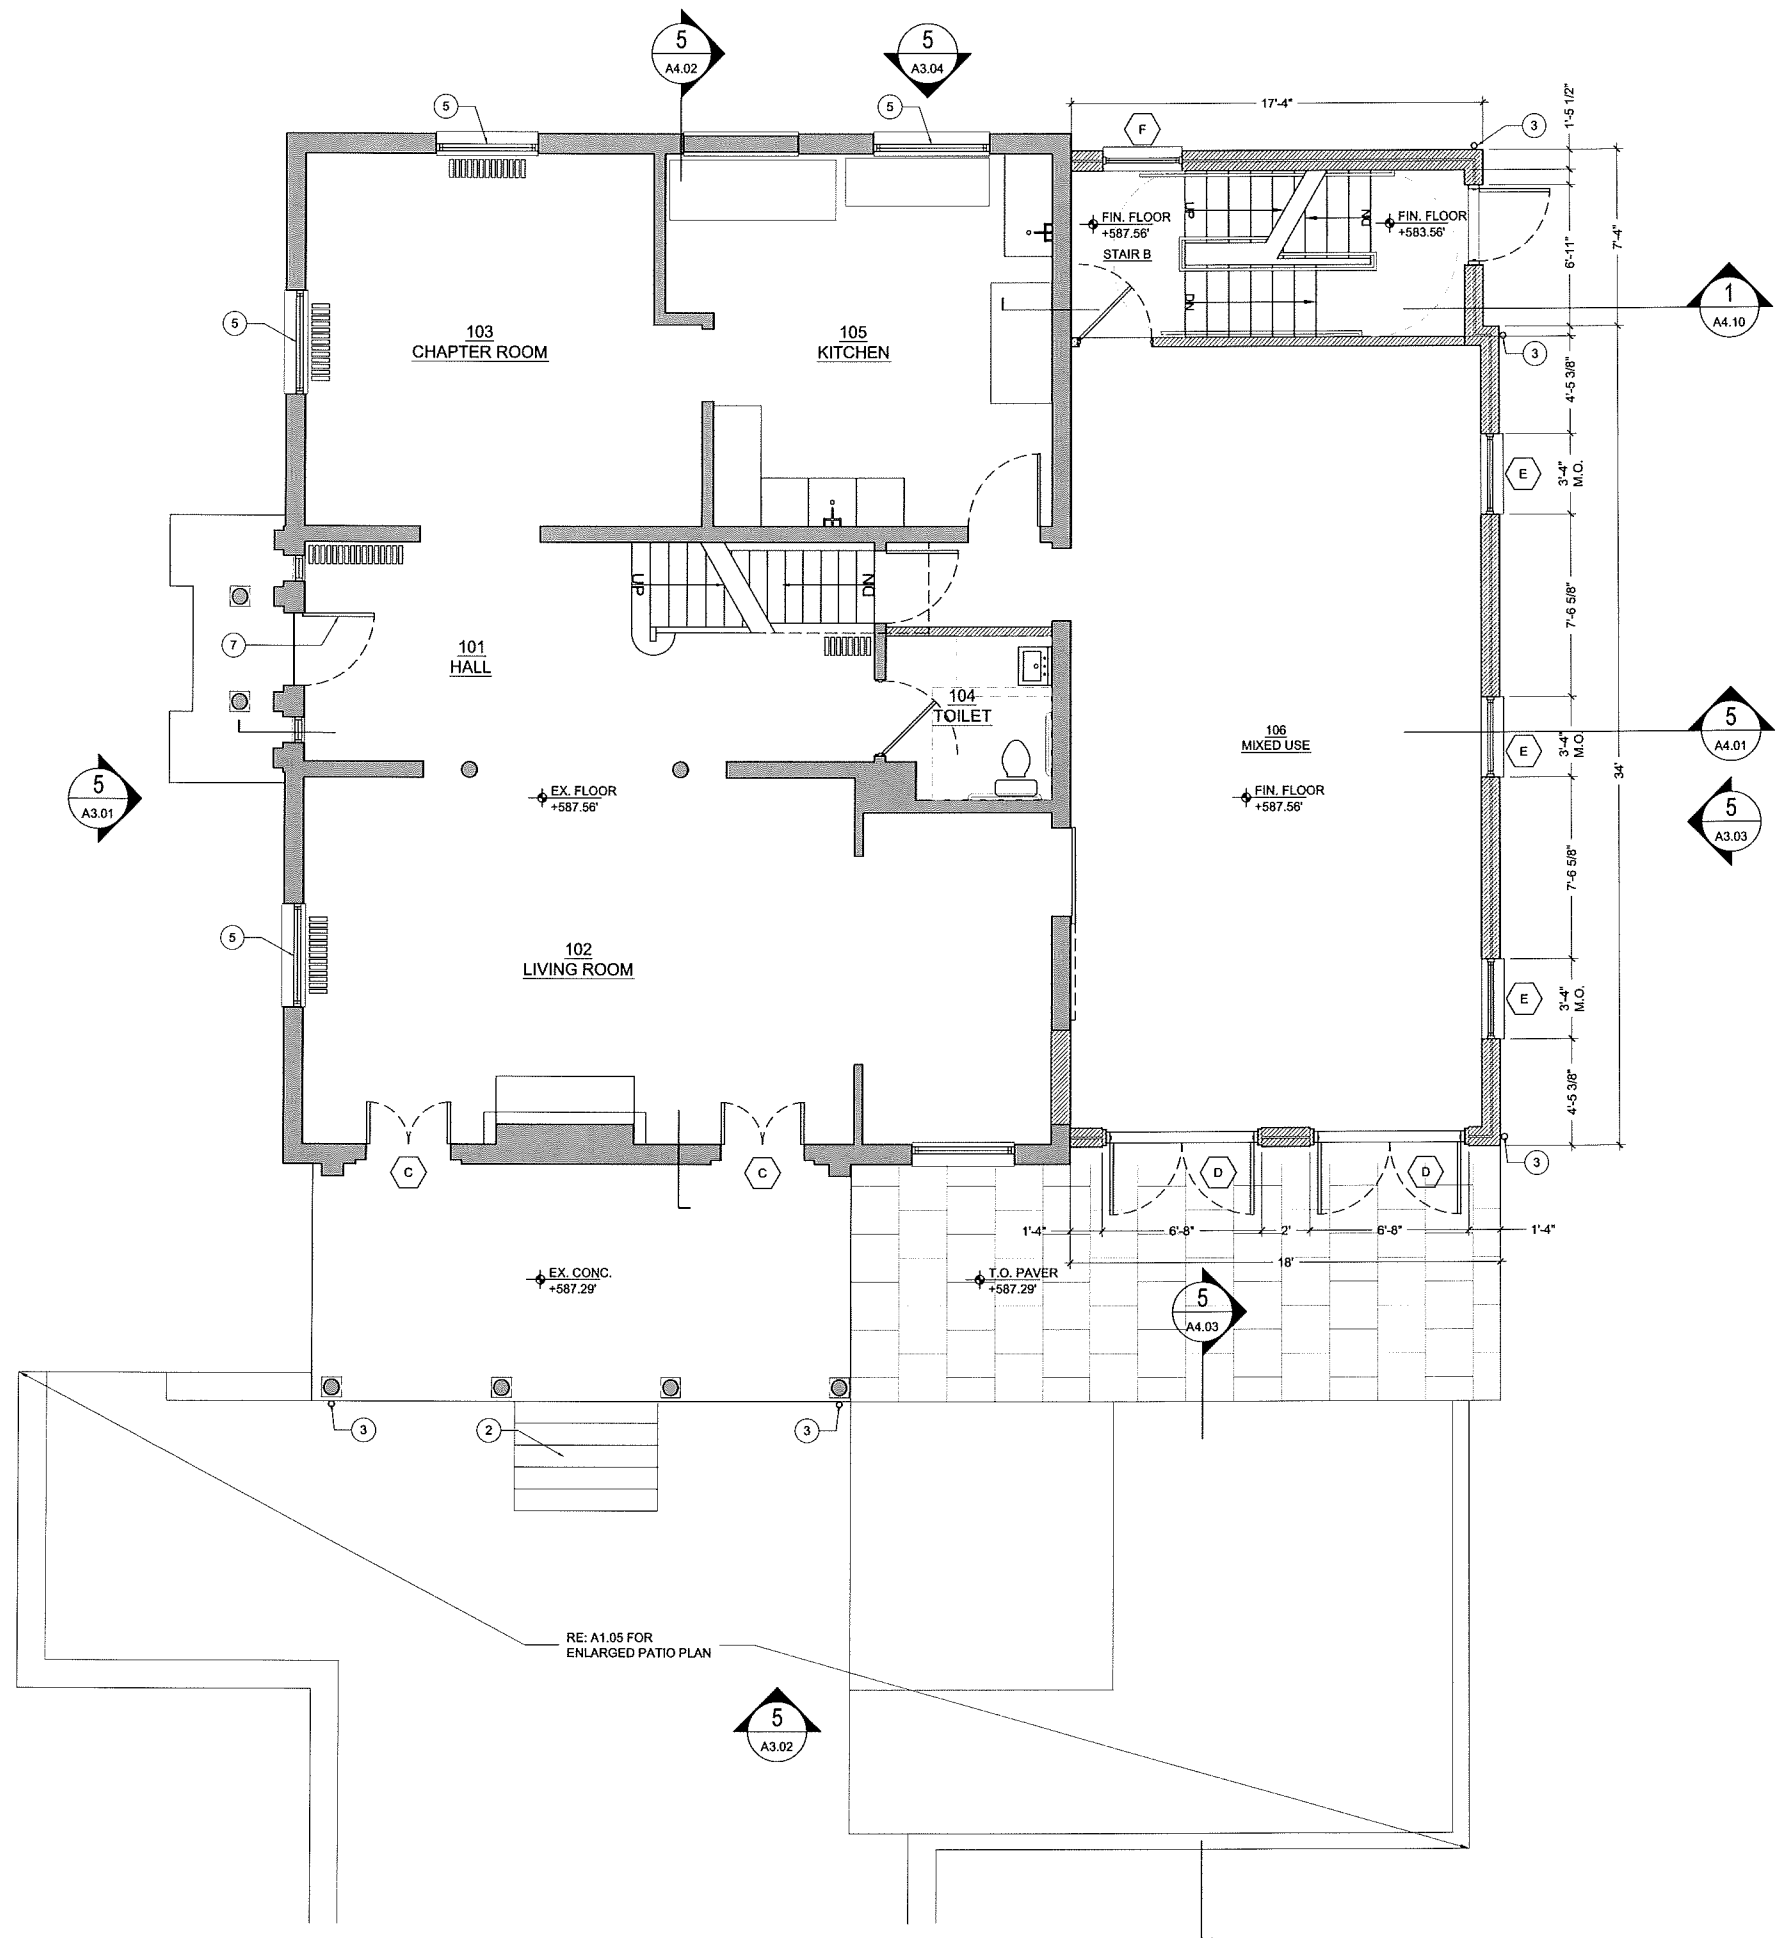 5
A4.02
5
A3.04
5
5
17'-4"
1'-5 1/2"
F
3
FIN. FLOOR
+587.56'
UP
DN
FIN. FLOOR
+583.56'
STAIR B
DN
6'-11"
7'-4"
1
A4.10
5
103
CHAPTER ROOM
105
KITCHEN
3
4'-5 3/8"
E
3'-4"
M.O.
UP
DN
7'-6 5/8"
7
101
HALL
104
TOILET
106
MIXED USE
E
3'-4"
M.O.
5
A4.01
34'
5
A3.01
EX. FLOOR
+587.56'
FIN. FLOOR
+587.56'
5
A3.03
7'-6 5/8"
5
102
LIVING ROOM
E
3'-4"
M.O.
4'-5 3/8"
C
C
D
D
3
1'-4"
6'-8"
2'
6'-8"
1'-4"
18'
EX. CONC.
+587.29'
T.O. PAVER
+587.29'
5
A4.03
3
2
3
RE: A1.05 FOR
ENLARGED PATIO PLAN
5
A3.02